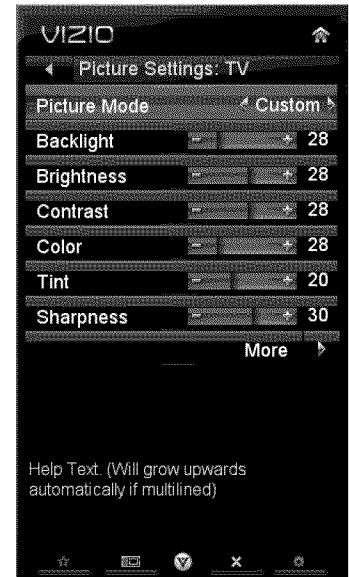 VIZIO
Picture Settings: TV
Picture Mode Custom
Backlight - + 28
Brightness - + 28
Contrast - + 28
Color - + 28
Tint - + 20
Sharpness - + 30
More
Help Text. (Will grow upwards
automatically if multilined)